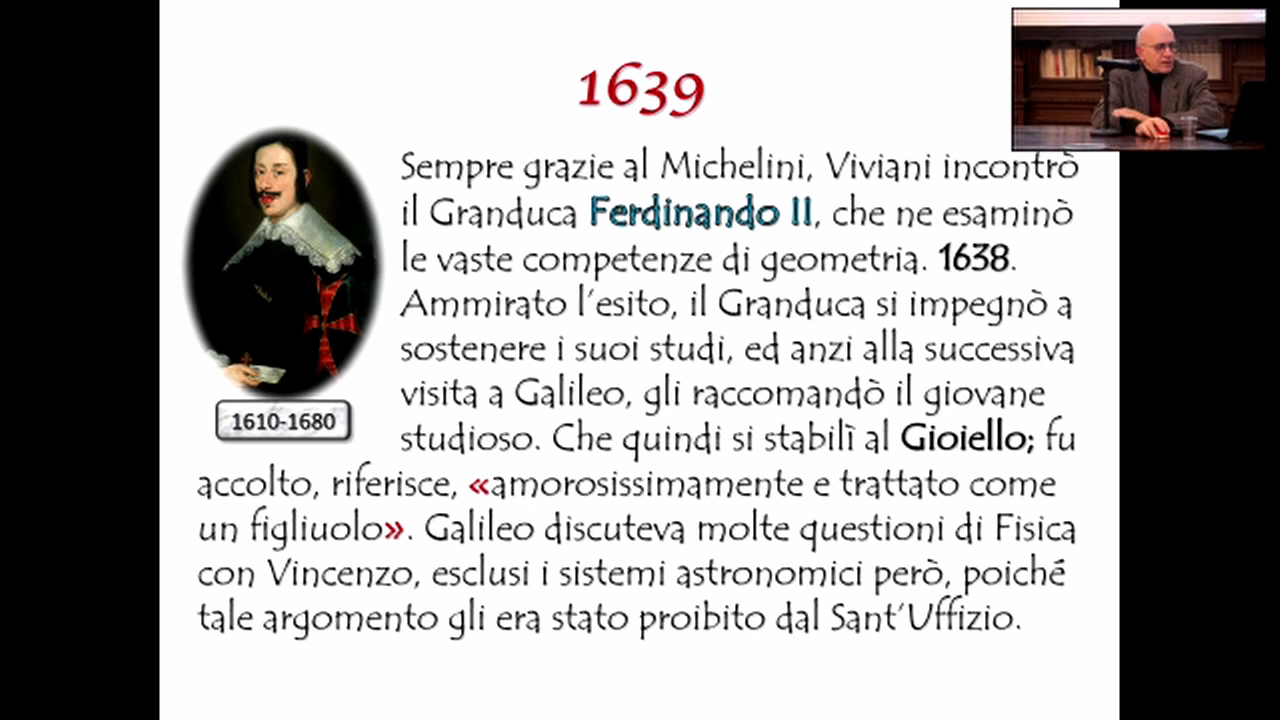 1639
Sempre grazie al Michelini, Viviani incontrò
il Granduca Ferdinando II, che ne esaminò
le vaste competenze di geometria. 1638.
Ammirato l'esito, il Granduca si impegnò a
sostenere i suoi studi, ed anzi alla successiva
visita a Galileo, gli raccomandò il giovane
studioso. Che quindi si stabilì al Gioiello; fu
accolto, riferisce, «amorosissimamente e trattato come
un figliuolo». Galileo discuteva molte questioni di Fisica
con Vincenzo, esclusi i sistemi astronomici però, poiché
tale argomento gli era stato proibito dal Sant'Uffizio.
1610-1680